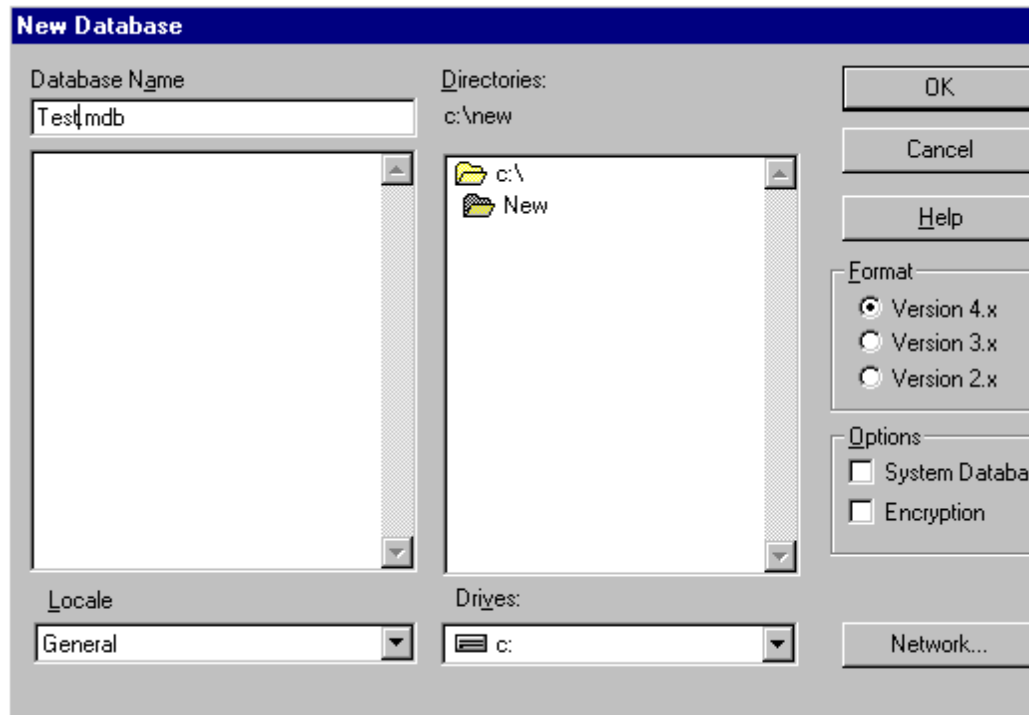 New Database
Database Name
Test.mdb
Directories:
c:\new
c:\
New
OK
Cancel
Help
Format
Version 4.x
Version 3.x
Version 2.x
Options
System Databa
Encryption
Locale
General
Drives:
c:
Network...